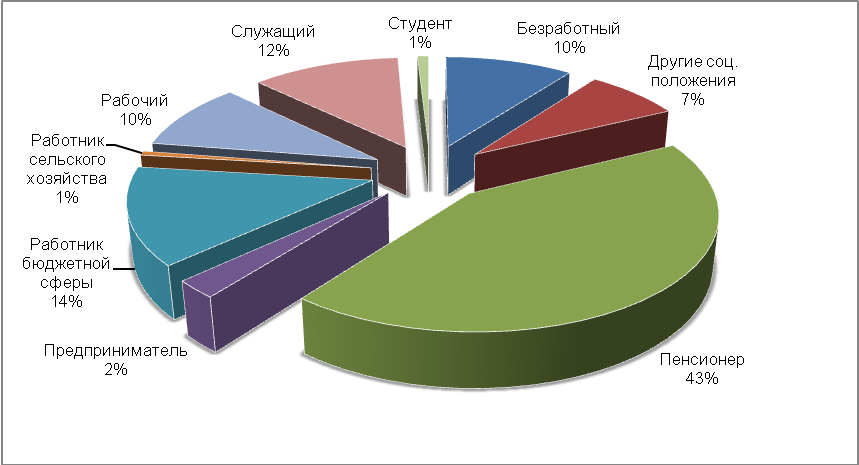 Студент
1%
Безработный
10%
Другие соц.
положения
7%
Пенсионер
43%
Предприниматель
2%
Работник
бюджетной
сферы
14%
Работник
сельского
хозяйства
1%
Рабочий
10%
Служащий
12%